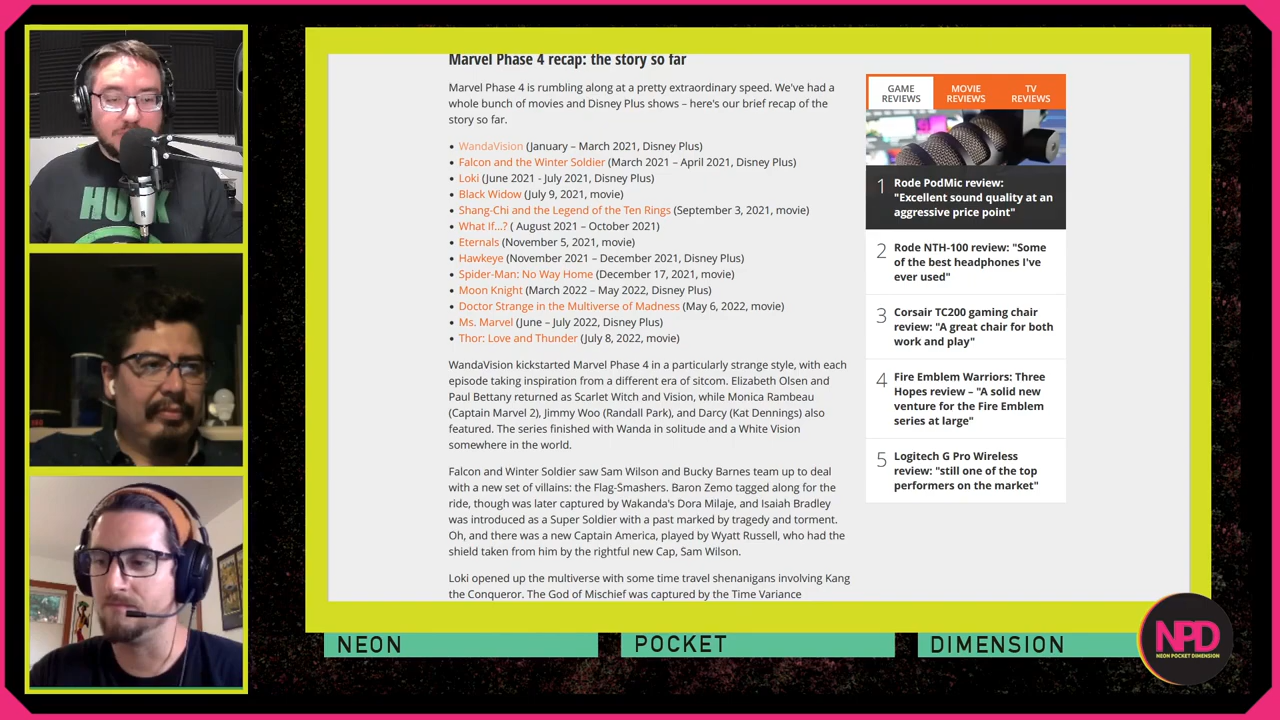 Marvel Phase 4 recap: the story so far
Marvel Phase 4 is rumbling along at a pretty extraordinary speed. We've had a
whole bunch of movies and Disney Plus shows – here's our brief recap of the
story so far.
• WandaVision (January – March 2021, Disney Plus)
• Falcon and the Winter Soldier (March 2021 – April 2021, Disney Plus)
• Loki (June 2021 - July 2021, Disney Plus)
• Black Widow (July 9, 2021, movie)
• Shang-Chi and the Legend of the Ten Rings (September 3, 2021, movie)
• What If...? ( August 2021 – October 2021)
• Eternals (November 5, 2021, movie)
• Hawkeye (November 2021 – December 2021, Disney Plus)
• Spider-Man: No Way Home (December 17, 2021, movie)
• Moon Knight (March 2022 – May 2022, Disney Plus)
• Doctor Strange in the Multiverse of Madness (May 6, 2022, movie)
• Ms. Marvel (June – July 2022, Disney Plus)
• Thor: Love and Thunder (July 8, 2022, movie)
WandaVision kickstarted Marvel Phase 4 in a particularly strange style, with each
episode taking inspiration from a different era of sitcom. Elizabeth Olsen and
Paul Bettany returned as Scarlet Witch and Vision, while Monica Rambeau
(Captain Marvel 2), Jimmy Woo (Randall Park), and Darcy (Kat Dennings) also
featured. The series finished with Wanda in solitude and a White Vision
somewhere in the world.
Falcon and Winter Soldier saw Sam Wilson and Bucky Barnes team up to deal
with a new set of villains: the Flag-Smashers. Baron Zemo tagged along for the
ride, though was later captured by Wakanda's Dora Milaje, and Isaiah Bradley
was introduced as a Super Soldier with a past marked by tragedy and torment.
Oh, and there was a new Captain America, played by Wyatt Russell, who had the
shield taken from him by the rightful new Cap, Sam Wilson.
Loki opened up the multiverse with some time travel shenanigans involving Kang
the Conqueror. The God of Mischief was captured by the Time Variance
GAME
REVIEWS
MOVIE
REVIEWS
TV
REVIEWS
1
Rode PodMic review:
"Excellent sound quality at an
aggressive price point"
2
Rode NTH-100 review: "Some
of the best headphones I've
ever used"
3
Corsair TC200 gaming chair
review: "A great chair for both
work and play"
4
Fire Emblem Warriors: Three
Hopes review – "A solid new
venture for the Fire Emblem
series at large"
5
Logitech G Pro Wireless
review: "still one of the top
performers on the market"
NEON
POCKET
DIMENSION
NPD
NEON POCKET DIMENSION